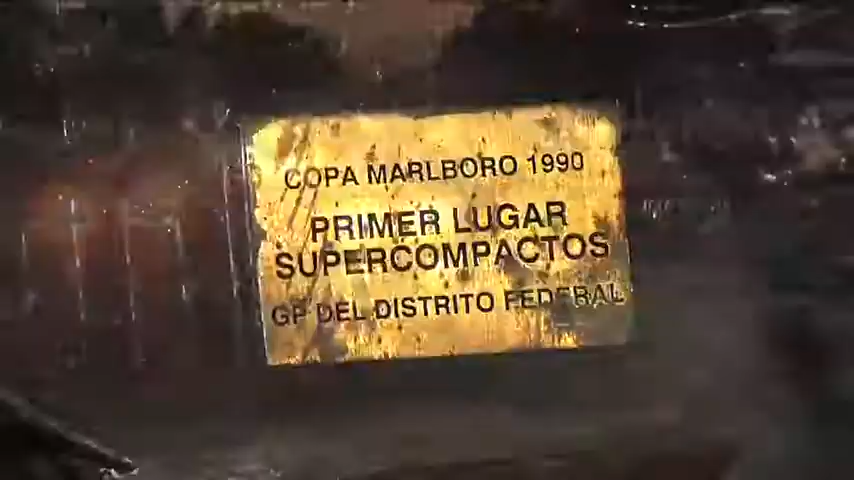 COPA MARLBORO 1990
PRIMER LUGAR
SUPERCOMPACTOS
GP DEL DISTRITO FEDERAL